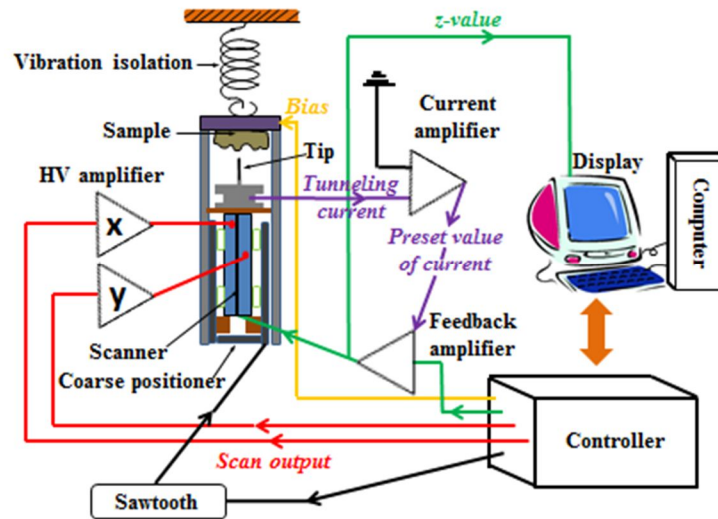 z-value
Vibration isolation
Bias
Current
amplifier
Sample
Tip
Display
HV amplifier
Tunneling
current
Computer
x
Preset value
of current
y
Feedback
amplifier
Scanner
Coarse positioner
Controller
Scan output
Sawtooth